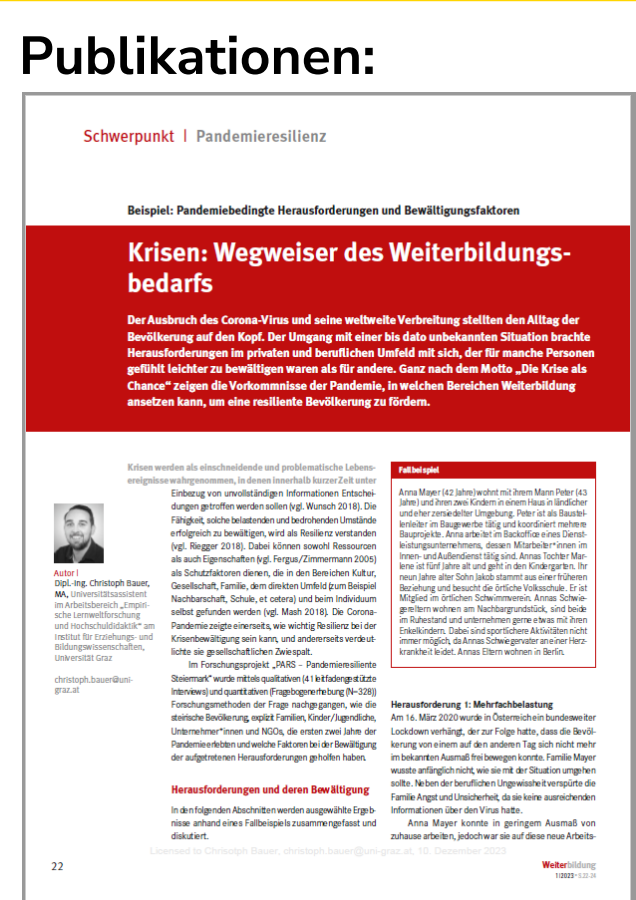 Publikationen:
Schwerpunkt | Pandemieresilienz
Beispiel: Pandemiebedingte Herausforderungen und Bewältigungsfaktoren
Krisen: Wegweiser des Weiterbildungs-
bedarfs
Der Ausbruch des Corona-Virus und seine weltweite Verbreitung stellten den Alltag der
Bevölkerung auf den Kopf. Der Umgang mit einer bis dato unbekannten Situation brachte
Herausforderungen im privaten und beruflichen Umfeld mit sich, der für manche Personen
gefühlt leichter zu bewältigen waren als für andere. Ganz nach dem Motto „Die Krise als
Chance“ zeigen die Vorkommnisse der Pandemie, in welchen Bereichen Weiterbildung
ansetzen kann, um eine resiliente Bevölkerung zu fördern.
Autor |
Dipl.-Ing. Christoph Bauer,
MA, Universitätsassistent
im Arbeitsbereich „Empiri-
sche Lernweltforschung
und Hochschuldidaktik“ am
Institut für Erziehungs- und
Bildungswissenschaften,
Universität Graz
christoph.bauer@uni-
graz.at
Krisen werden als einschneidende und problematische Lebens-
ereignisse wahrgenommen, in denen innerhalb kurzer Zeit unter
Einbezug von unvollständigen Informationen Entschei-
dungen getroffen werden sollen (vgl. Wunsch 2018). Die
Fähigkeit, solche belastenden und bedrohenden Umstände
erfolgreich zu bewältigen, wird als Resilienz verstanden
(vgl. Riegger 2018). Dabei können sowohl Ressourcen
als auch Eigenschaften (vgl. Fergus/Zimmermann 2005)
als Schutzfaktoren dienen, die in den Bereichen Kultur,
Gesellschaft, Familie, dem direkten Umfeld (zum Beispiel
Nachbarschaft, Schule, et cetera) und beim Individuum
selbst gefunden werden (vgl. Mash 2018). Die Corona-
Pandemie zeigte einerseits, wie wichtig Resilienz bei der
Krisenbewältigung sein kann, und andererseits verdeut-
lichte sie gesellschaftlichen Zwiespalt.
Im Forschungsprojekt „PARS - Pandemieresiliente
Steiermark“ wurde mittels qualitativen (41 leitfadengestützte
Interviews) und quantitativen (Fragebogenerhebung (N=328))
Forschungsmethoden der Frage nachgegangen, wie die
steirische Bevölkerung, explizit Familien, Kinder/Jugendliche,
Unternehmer*innen und NGOs, die ersten zwei Jahre der
Pandemie erlebten und welche Faktoren bei der Bewältigung
der aufgetretenen Herausforderungen geholfen haben.
Herausforderungen und deren Bewältigung
In den folgenden Abschnitten werden ausgewählte Ergeb-
nisse anhand eines Fallbeispiels zusammengefasst und
diskutiert.
Fallbeispiel
Anna Mayer (42 Jahre) wohnt mit ihrem Mann Peter (43
Jahre) und ihren zwei Kindern in einem Haus in ländlicher
und eher zersiedelter Umgebung. Peter ist als Baustel-
lenleiter im Baugewerbe tätig und koordiniert mehrere
Bauprojekte. Anna arbeitet im Backoffice eines Dienst-
leistungsunternehmens, dessen Mitarbeiter*innen im
Innen- und Außendienst tätig sind. Annas Tochter Mar-
lene ist fünf Jahre alt und geht in den Kindergarten. Ihr
neun Jahre alter Sohn Jakob stammt aus einer früheren
Beziehung und besucht die örtliche Volksschule. Er ist
Mitglied im örtlichen Schwimmverein. Annas Schwie-
gereltern wohnen am Nachbargrundstück, sind beide
im Ruhestand und unternehmen gerne etwas mit ihren
Enkelkindern. Dabei sind sportlichere Aktivitäten nicht
immer möglich, da Annas Schwiegervater an einer Herz-
krankheit leidet. Annas Eltern wohnen in Berlin.
Herausforderung 1: Mehrfachbelastung
Am 16. März 2020 wurde in Österreich ein bundesweiter
Lockdown verhängt, der zur Folge hatte, dass die Bevöl-
kerung von einem auf den anderen Tag sich nicht mehr
im bekannten Ausmaß frei bewegen konnte. Familie Mayer
wusste anfänglich nicht, wie sie mit der Situation umgehen
sollte. Neben der beruflichen Ungewissheit verspürte die
Familie Angst und Unsicherheit, da sie keine ausreichenden
Informationen über den Virus hatte.
Anna Mayer konnte in geringem Ausmaß von
zuhause arbeiten, jedoch war sie auf diese neue Arbeits-
Licensed to Chrisotph Bauer, christoph.bauer@uni-graz.at, 10. Dezember 2023
22
Weiterbildung
1|2023 - S.22-24